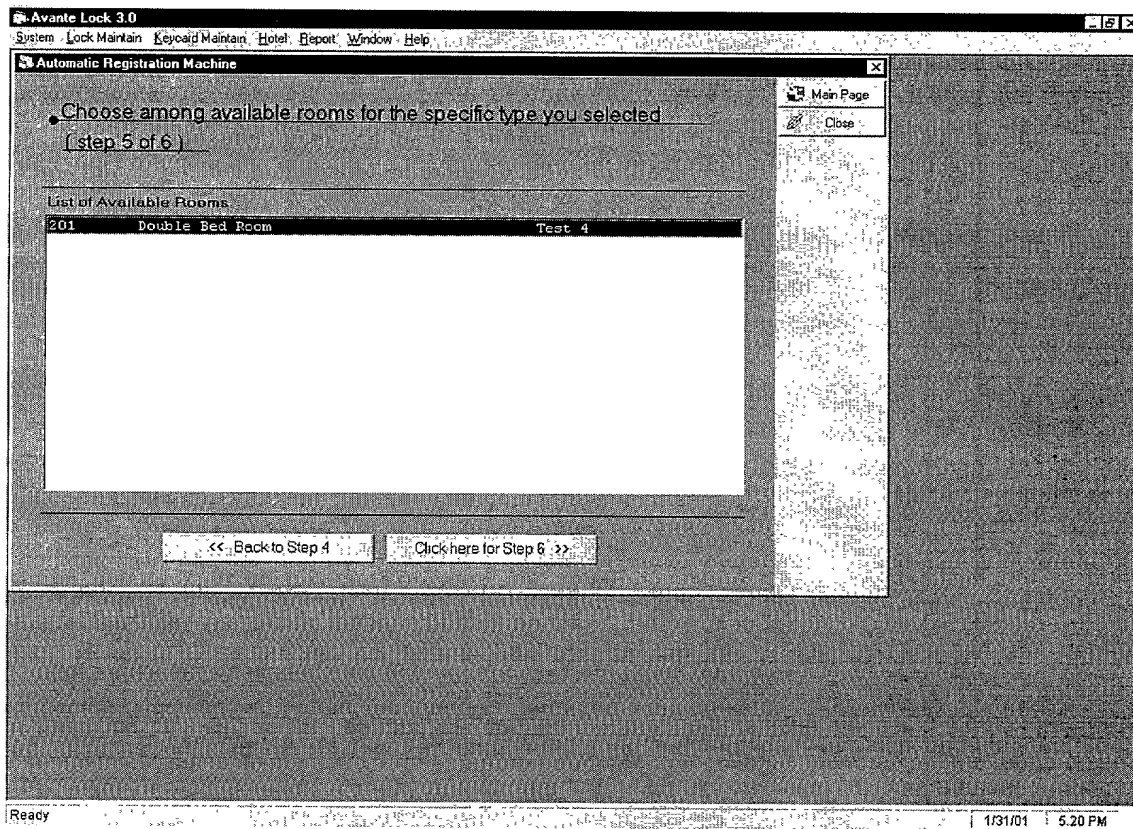 Avante Lock 3.0
System Lock Maintain Keycard Maintain Hotel Report Window Help
Automatic Registration Machine
Main Page
Close
Choose among available rooms for the specific type you selected
( step 5 of 6 )
List of Available Rooms
201 Double Bed Room Test 4
<< Back to Step 4 Click here for Step 6 >>
Ready 1/31/01 5.20 PM